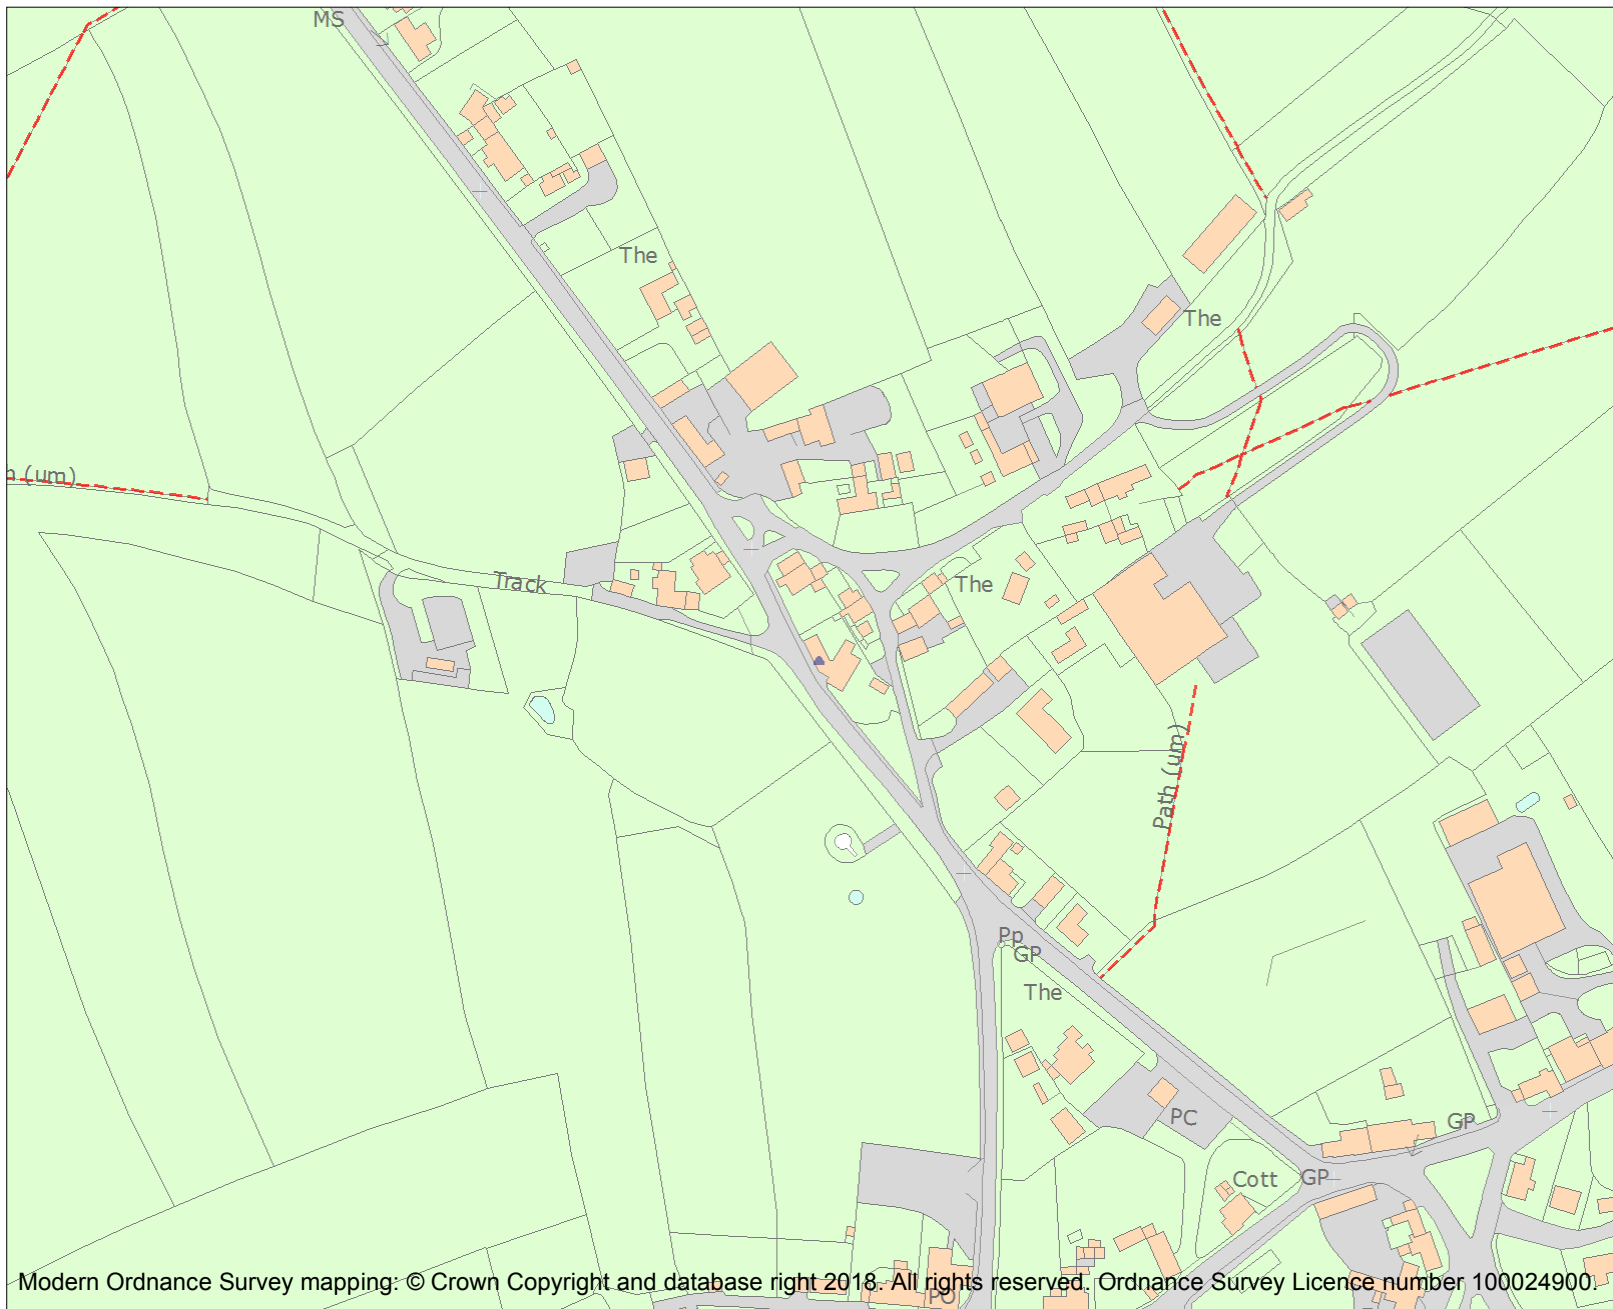 MS
The
The
n (um)
Track
The
Path (um)
Pp
GP
The
PC
GP
Cott
GP
PO
Modern Ordnance Survey mapping: © Crown Copyright and database right 2018. All rights reserved. Ordnance Survey Licence number 100024900.